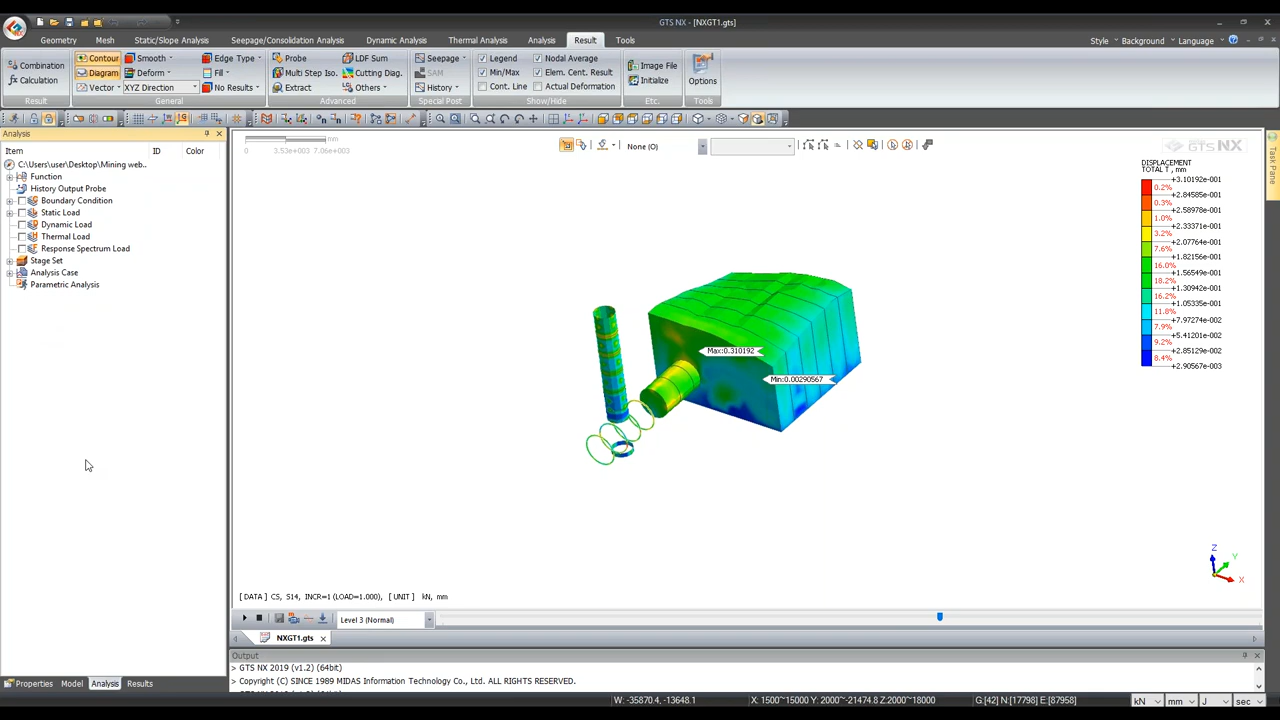 GTS NX - [NXGT1.gts]
Geometry Mesh Static/Slope Analysis Seepage/Consolidation Analysis Dynamic Analysis Thermal Analysis Analysis Result Tools Style Background Language
Combination Contour Smooth Edge Type Probe LDF Sum Seepage Legend Nodal Average Image File
Calculation Diagram Deform Fill Multi Step Iso. Cutting Diag. SAM Min/Max Elem. Cent. Result Initialize Options
Vector XYZ Direction No Results Extract Others History Cont. Line Actual Deformation
Result General Advanced Special Post Show/Hide Etc. Tools
Analysis
Item ID Color
C:\Users\user\Desktop\Mining web..
Function
History Output Probe
Boundary Condition
Static Load
Dynamic Load
Thermal Load
Response Spectrum Load
Stage Set
Analysis Case
Parametric Analysis
None (O)
mm
0 3.53e+003 7.06e+003
GTS NX
Task Pane
DISPLACEMENT
TOTAL T , mm
+3.10192e-001
0.2%
+2.84585e-001
0.3%
+2.58978e-001
1.0%
+2.33371e-001
3.2%
+2.07764e-001
7.6%
+1.82156e-001
16.0%
+1.56549e-001
18.2%
+1.30942e-001
16.2%
+1.05335e-001
11.8%
+7.97274e-002
7.9%
+5.41201e-002
9.2%
+2.85129e-002
8.4%
+2.90567e-003
Max:0.310192
Min:0.00290567
Z
Y
X
[ DATA ] CS, S14, INCR=1 (LOAD=1.000), [ UNIT ] kN, mm
Level 3 (Normal)
NXGT1.gts
Output
> GTS NX 2019 (v1.2) (64bit)
> Copyright (C) SINCE 1989 MIDAS Information Technology Co., Ltd. ALL RIGHTS RESERVED.
Properties Model Analysis Results
W: -35870.4, -13648.1 X: 1500~15000 Y: 2000~-21474.8 Z:2000~18000 G:[42] N:[17798] E:[87958] kN mm J sec